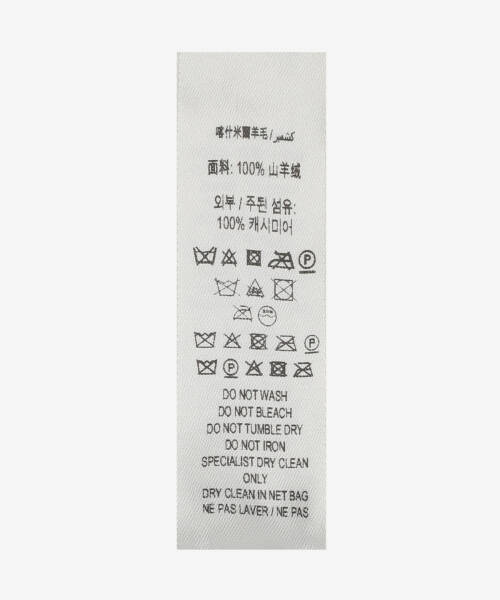 喀什米爾羊毛 / كشمير
面料: 100% 山羊绒
외부 / 주된 섬유:
100% 캐시미어
P
P
P
DO NOT WASH
DO NOT BLEACH
DO NOT TUMBLE DRY
DO NOT IRON
SPECIALIST DRY CLEAN
ONLY
DRY CLEAN IN NET BAG
NE PAS LAVER / NE PAS